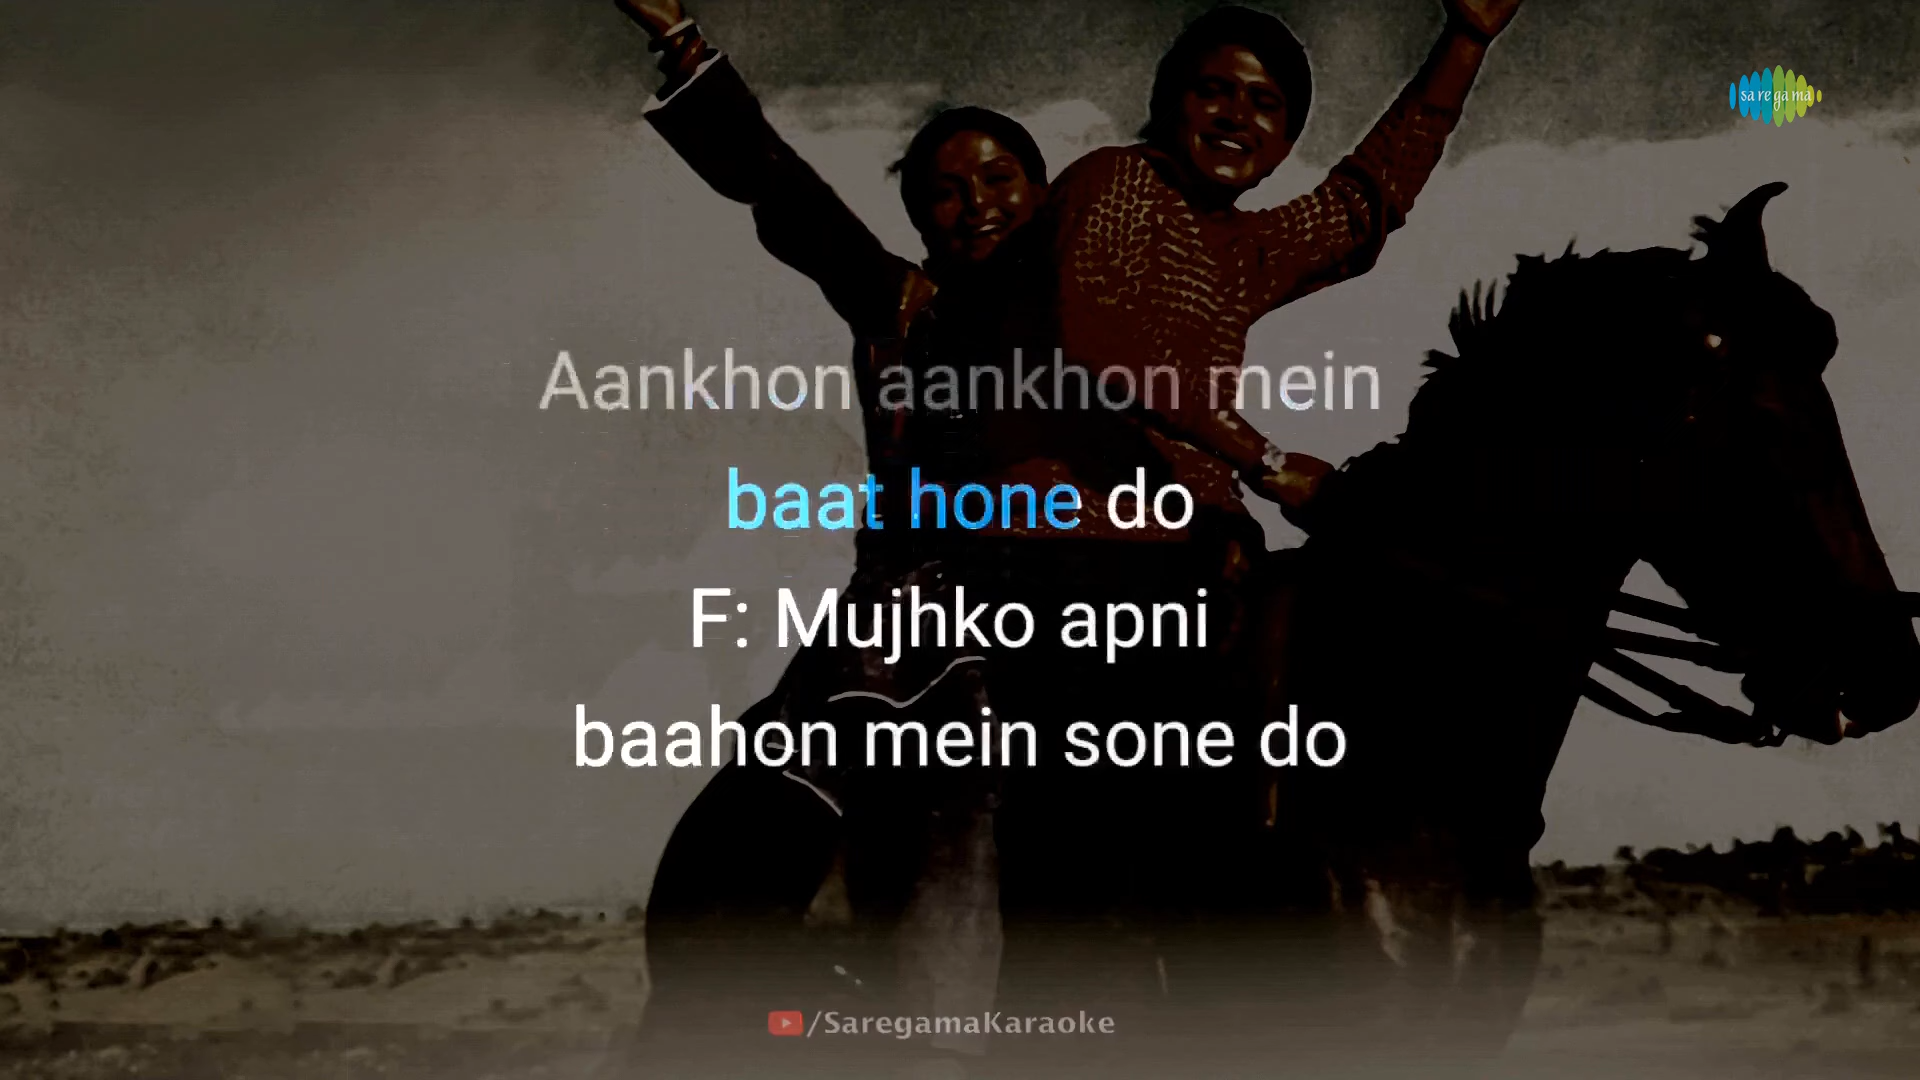 sa re ga ma
Aankhon aankhon mein
baat hone do
F: Mujhko apni
baahon mein sone do
/SaregamaKaraoke